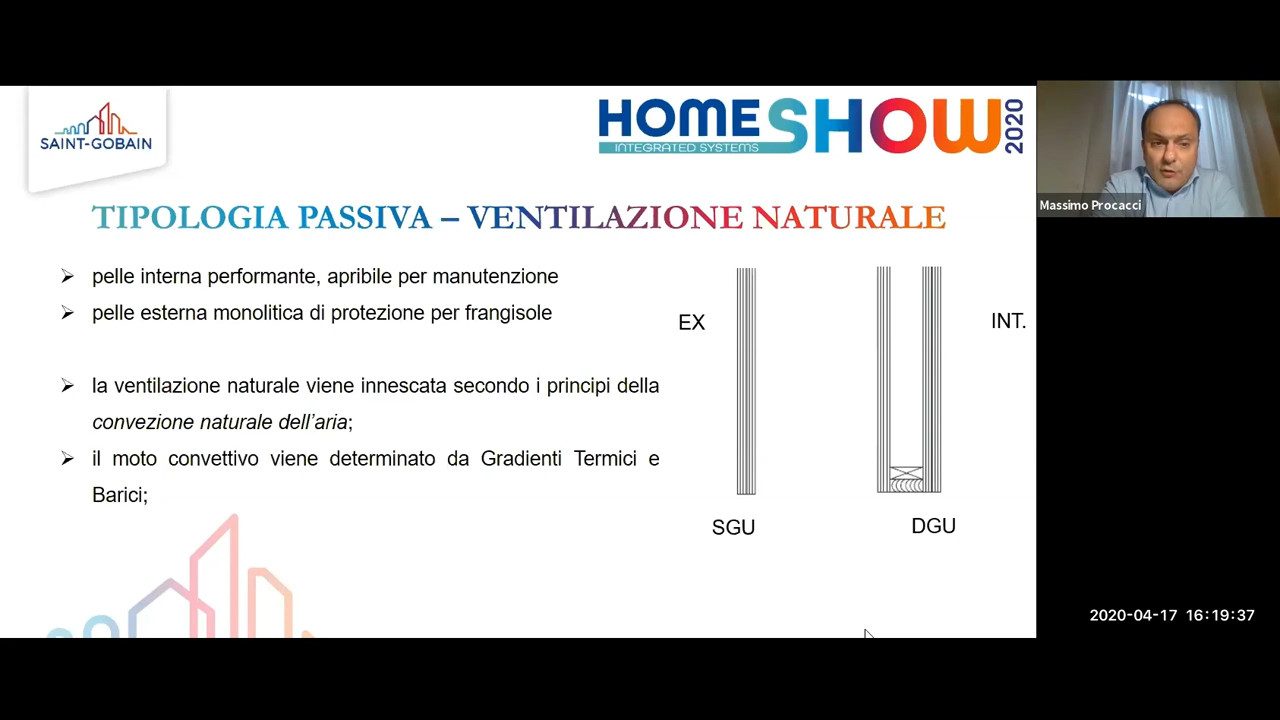 SAINT-GOBAIN
HOMESHOW 2020
INTEGRATED SYSTEMS
Massimo Procacci
TIPOLOGIA PASSIVA – VENTILAZIONE NATURALE
pelle interna performante, apribile per manutenzione
pelle esterna monolitica di protezione per frangisole
la ventilazione naturale viene innescata secondo i principi della
convezione naturale dell’aria;
il moto convettivo viene determinato da Gradienti Termici e
Barici;
EX
INT.
SGU
DGU
2020-04-17 16:19:37